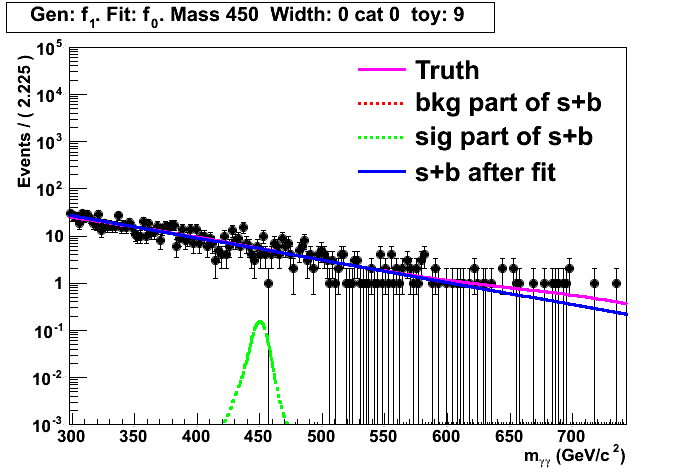 Gen: f1. Fit: f0. Mass 450 Width: 0 cat 0 toy: 9
Events / ( 2.225 )
10^5
10^4
10^3
10^2
10
1
10^-1
10^-2
10^-3
Truth
bkg part of s+b
sig part of s+b
s+b after fit
300 350 400 450 500 550 600 650 700
mγγ (GeV/c^2)